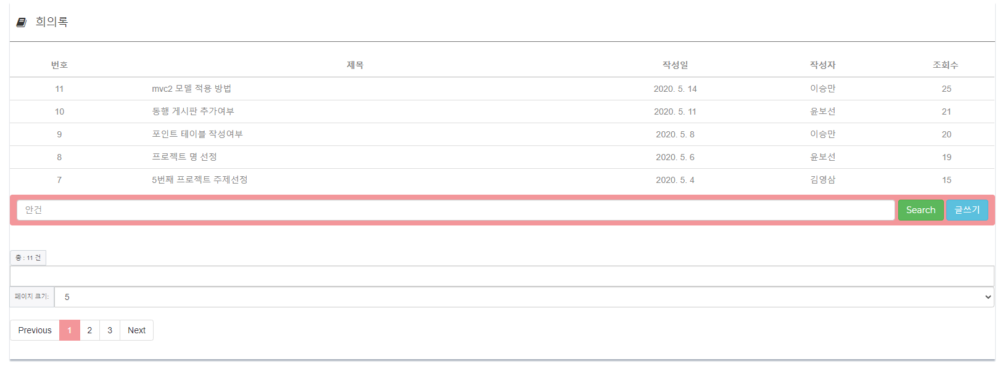 희의록
번호 제목 작성일 작성자 조회수
11 mvc2 모델 적용 방법 2020. 5. 14 이승만 25
10 동행 게시판 추가여부 2020. 5. 11 윤보선 21
9 포인트 테이블 작성여부 2020. 5. 8 이승만 20
8 프로젝트 명 선정 2020. 5. 6 윤보선 19
7 5번째 프로젝트 주제선정 2020. 5. 4 김영삼 15
안건 Search 글쓰기
총 : 11 건
페이지 크기: 5
Previous 1 2 3 Next